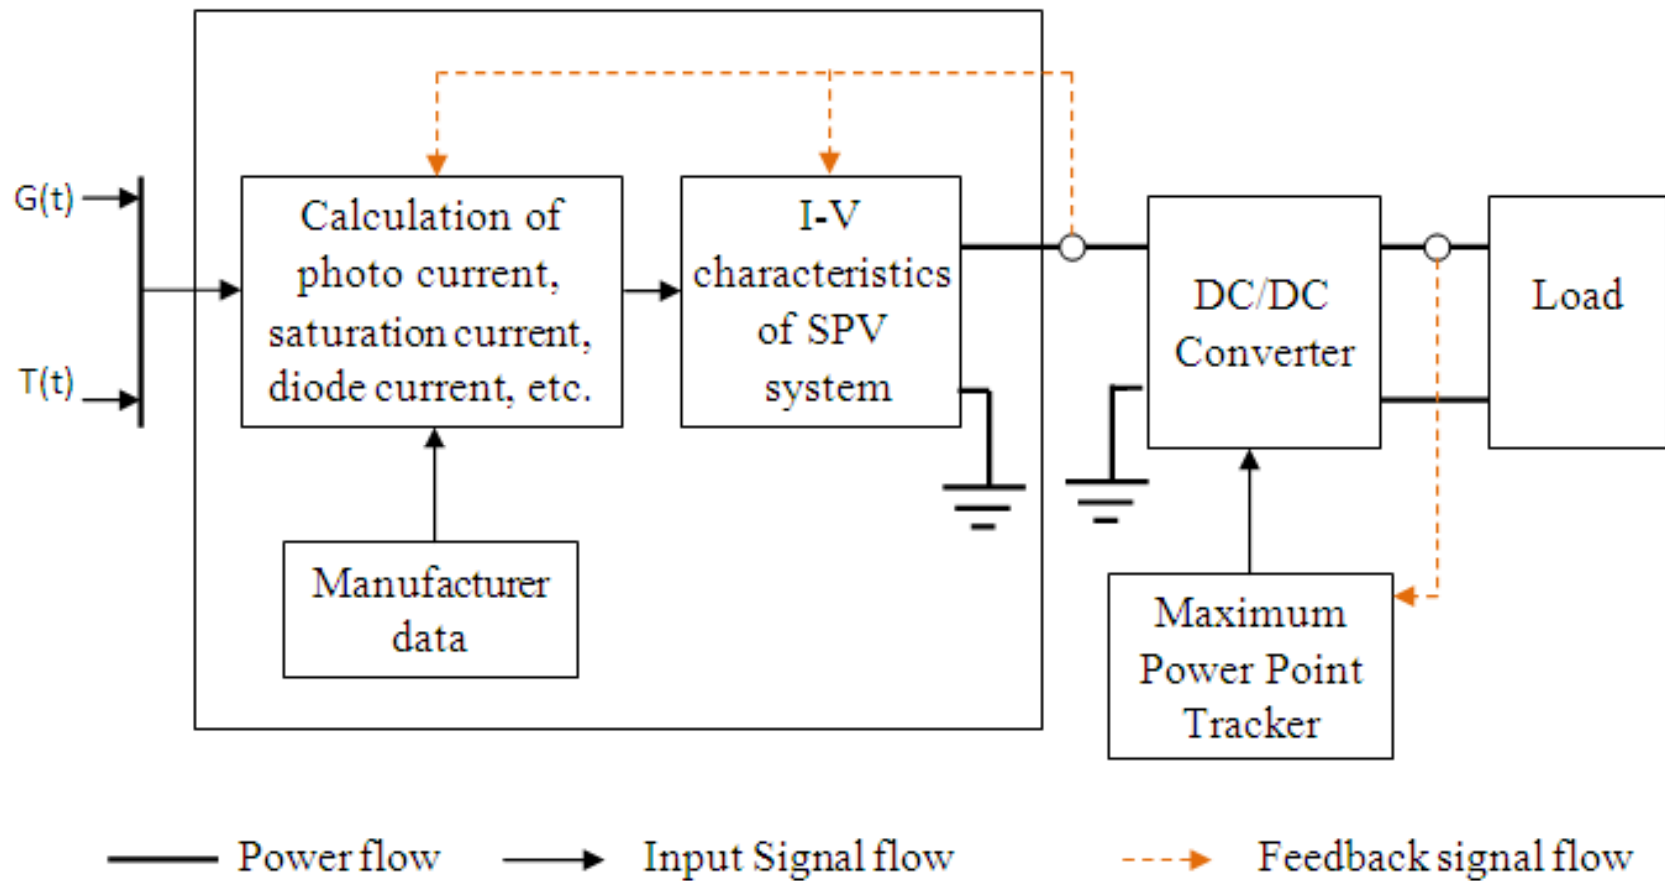 G(t)
T(t)
Calculation of
photo current,
saturation current,
diode current, etc.
I-V
characteristics
of SPV
system
DC/DC
Converter
Load
Manufacturer
data
Maximum
Power Point
Tracker
Power flow
Input Signal flow
Feedback signal flow